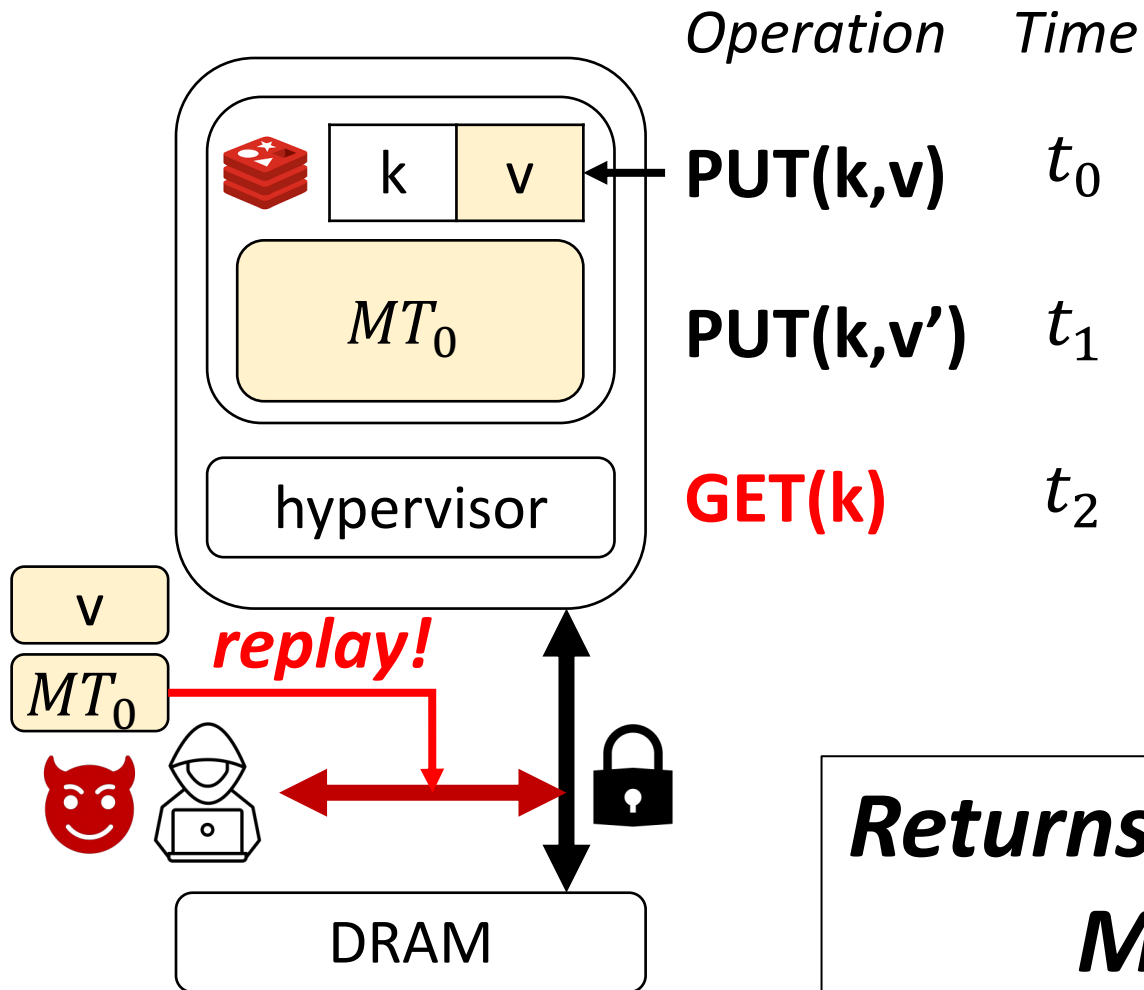 Operation Time
k v
PUT(k,v) t₀
MT₀
PUT(k,v’) t₁
hypervisor
GET(k) t₂
v
replay!
MT₀
Returns
M
DRAM